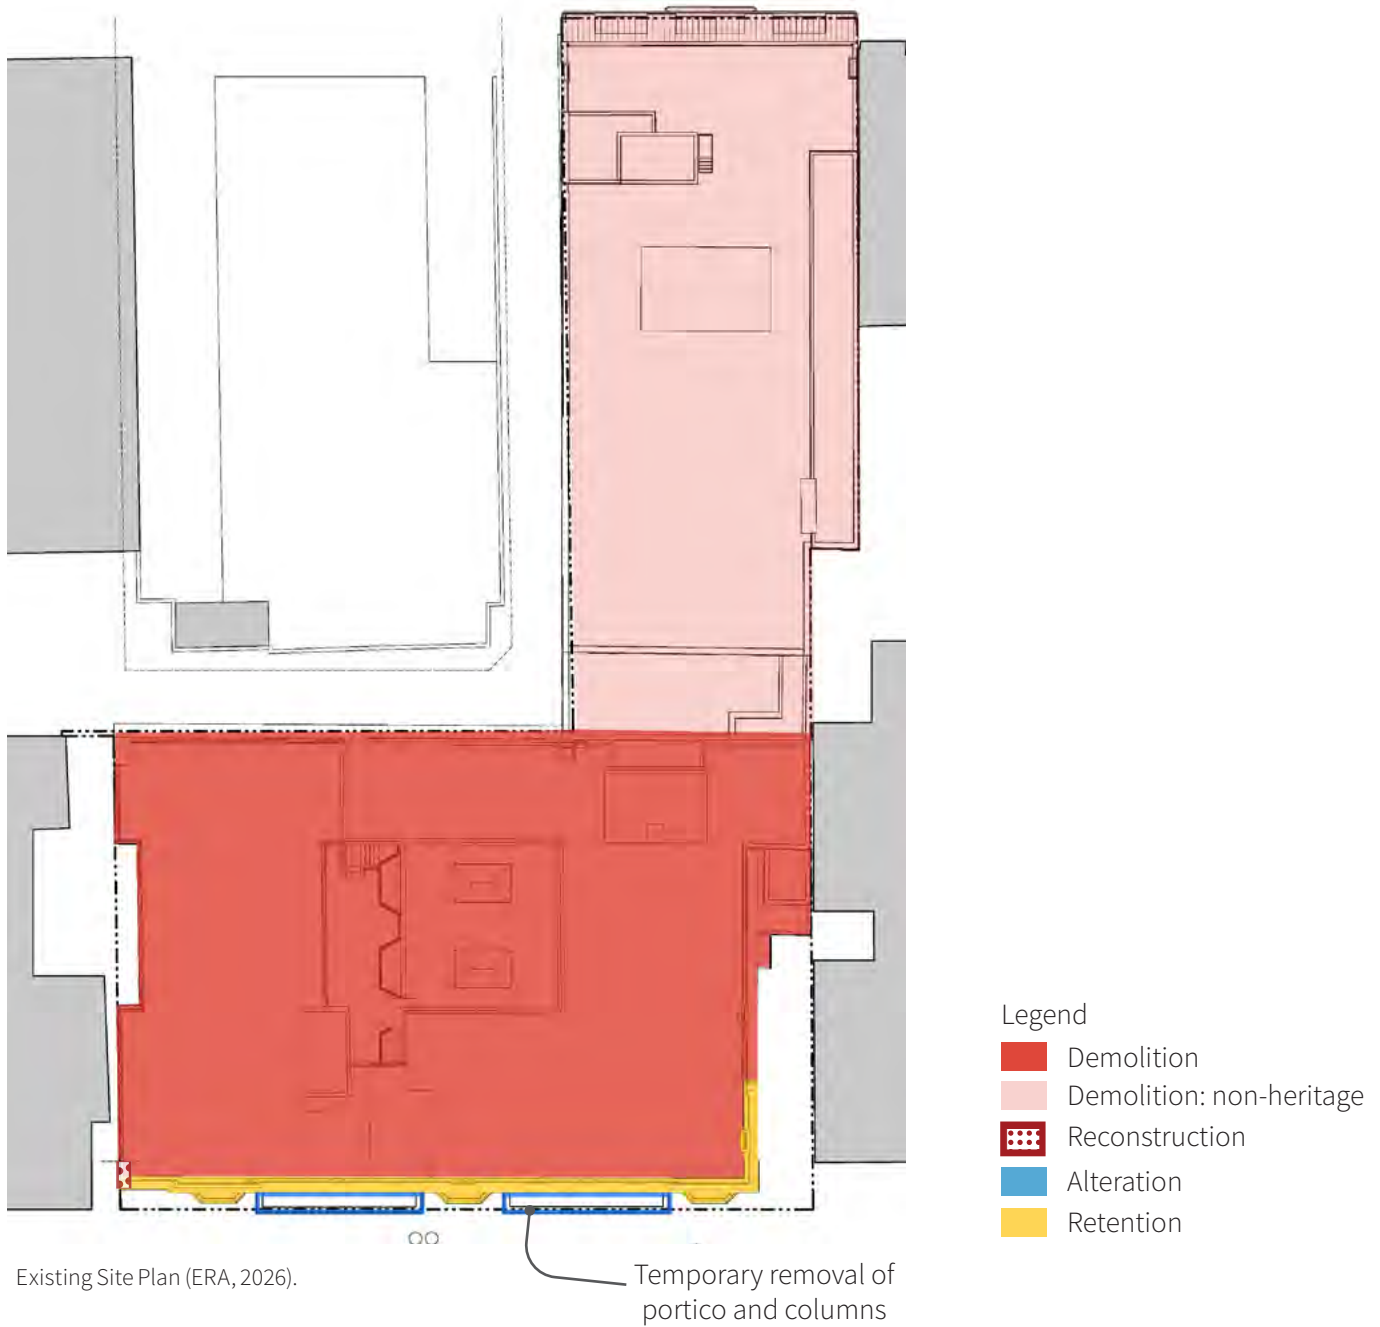 Legend
Demolition
Demolition: non-heritage
Reconstruction
Alteration
Retention
Existing Site Plan (ERA, 2026).
Temporary removal of
portico and columns